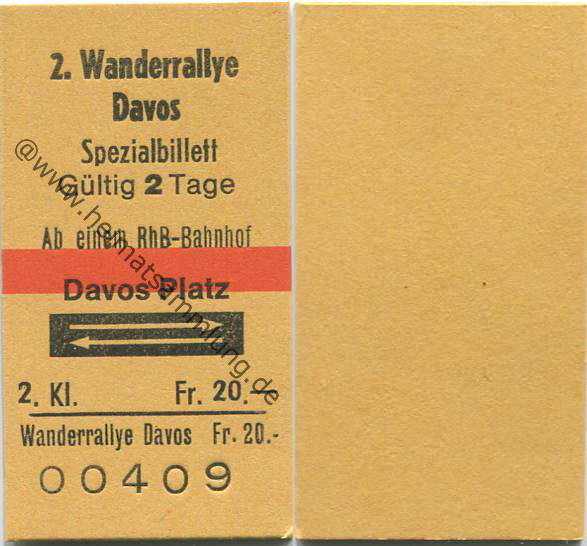 2. Wanderrallye
Davos
Spezialbillett
Gültig 2 Tage
Ab einem RhB-Bahnhof
Davos Platz
2. Kl. Fr. 20.-
Wanderrallye Davos Fr. 20.-
00409
@www.heimatsammlung.de